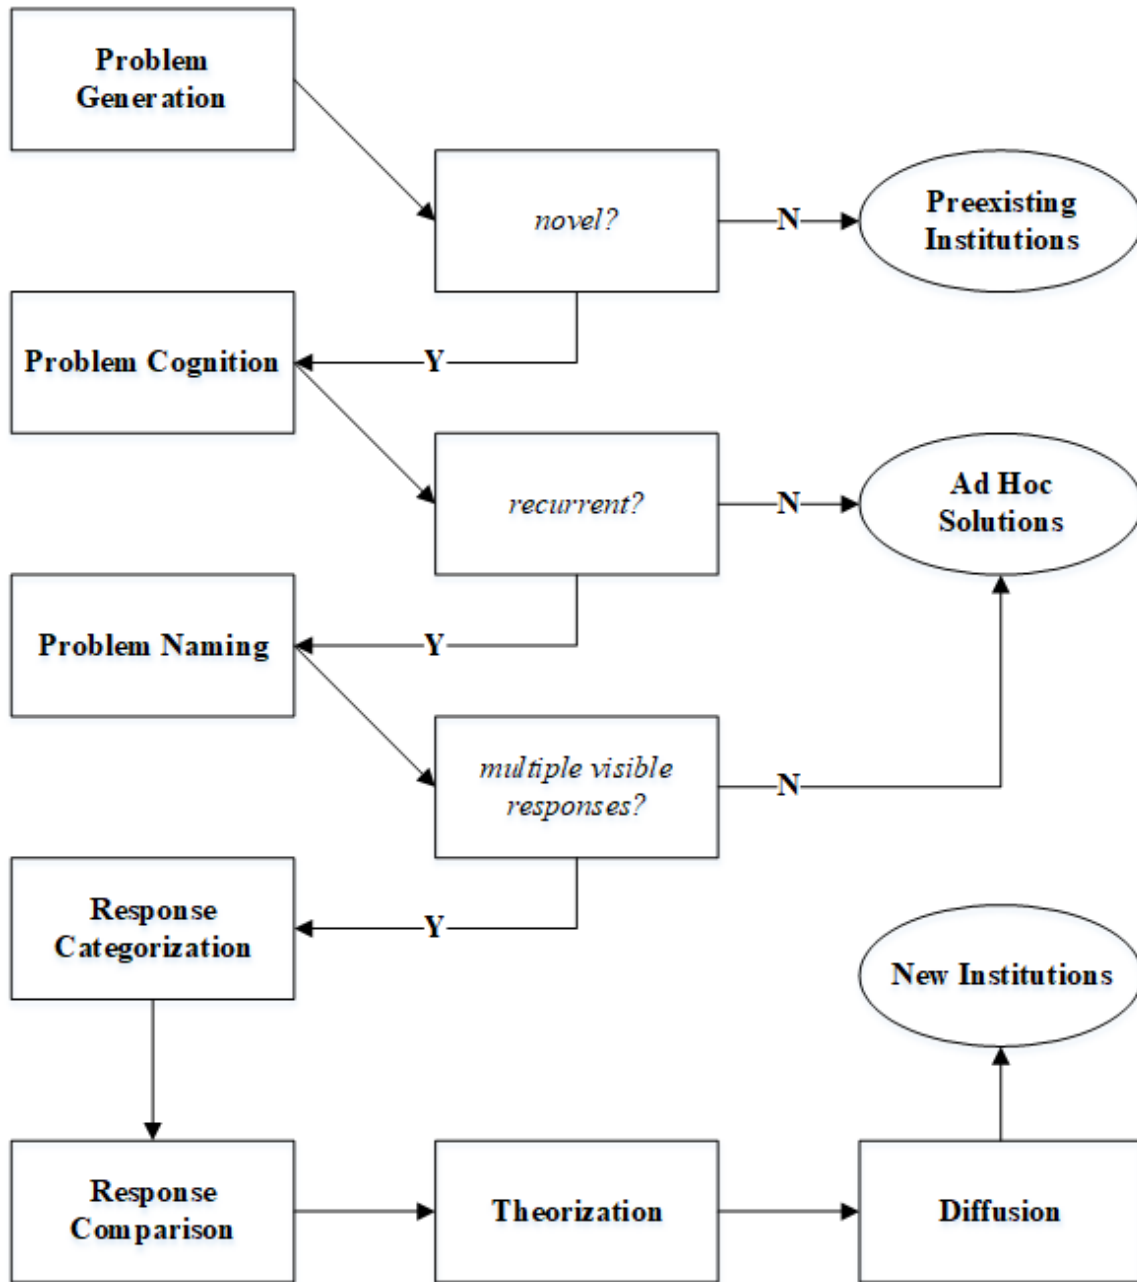 Problem
Generation
novel?
N
Preexisting
Institutions
Problem Cognition
Y
recurrent?
N
Ad Hoc
Solutions
Problem Naming
Y
multiple visible
responses?
N
Response
Categorization
Y
New Institutions
Response
Comparison
Theorization
Diffusion